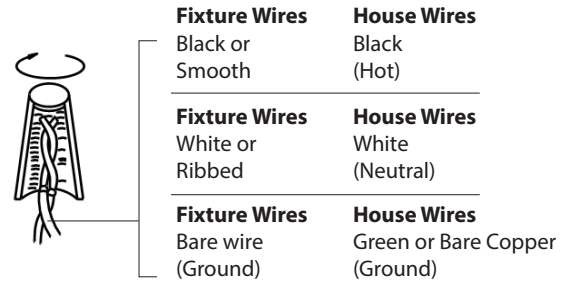 Fixture Wires House Wires
Black or Black
Smooth (Hot)
Fixture Wires House Wires
White or White
Ribbed (Neutral)
Fixture Wires House Wires
Bare wire Green or Bare Copper
(Ground) (Ground)